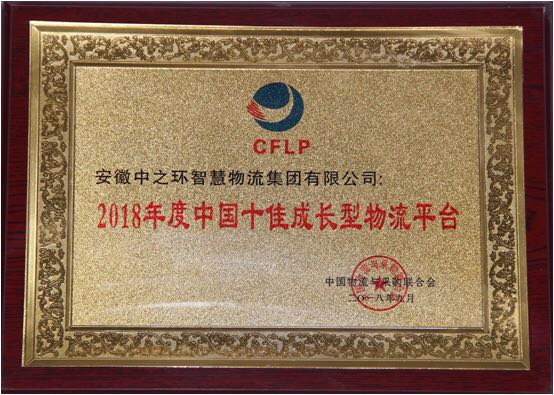 CFLP
安徽中之环智慧物流集团有限公司:
2018年度中国十佳成长型物流平台
中国物流与采购联合会
二〇一八年九月